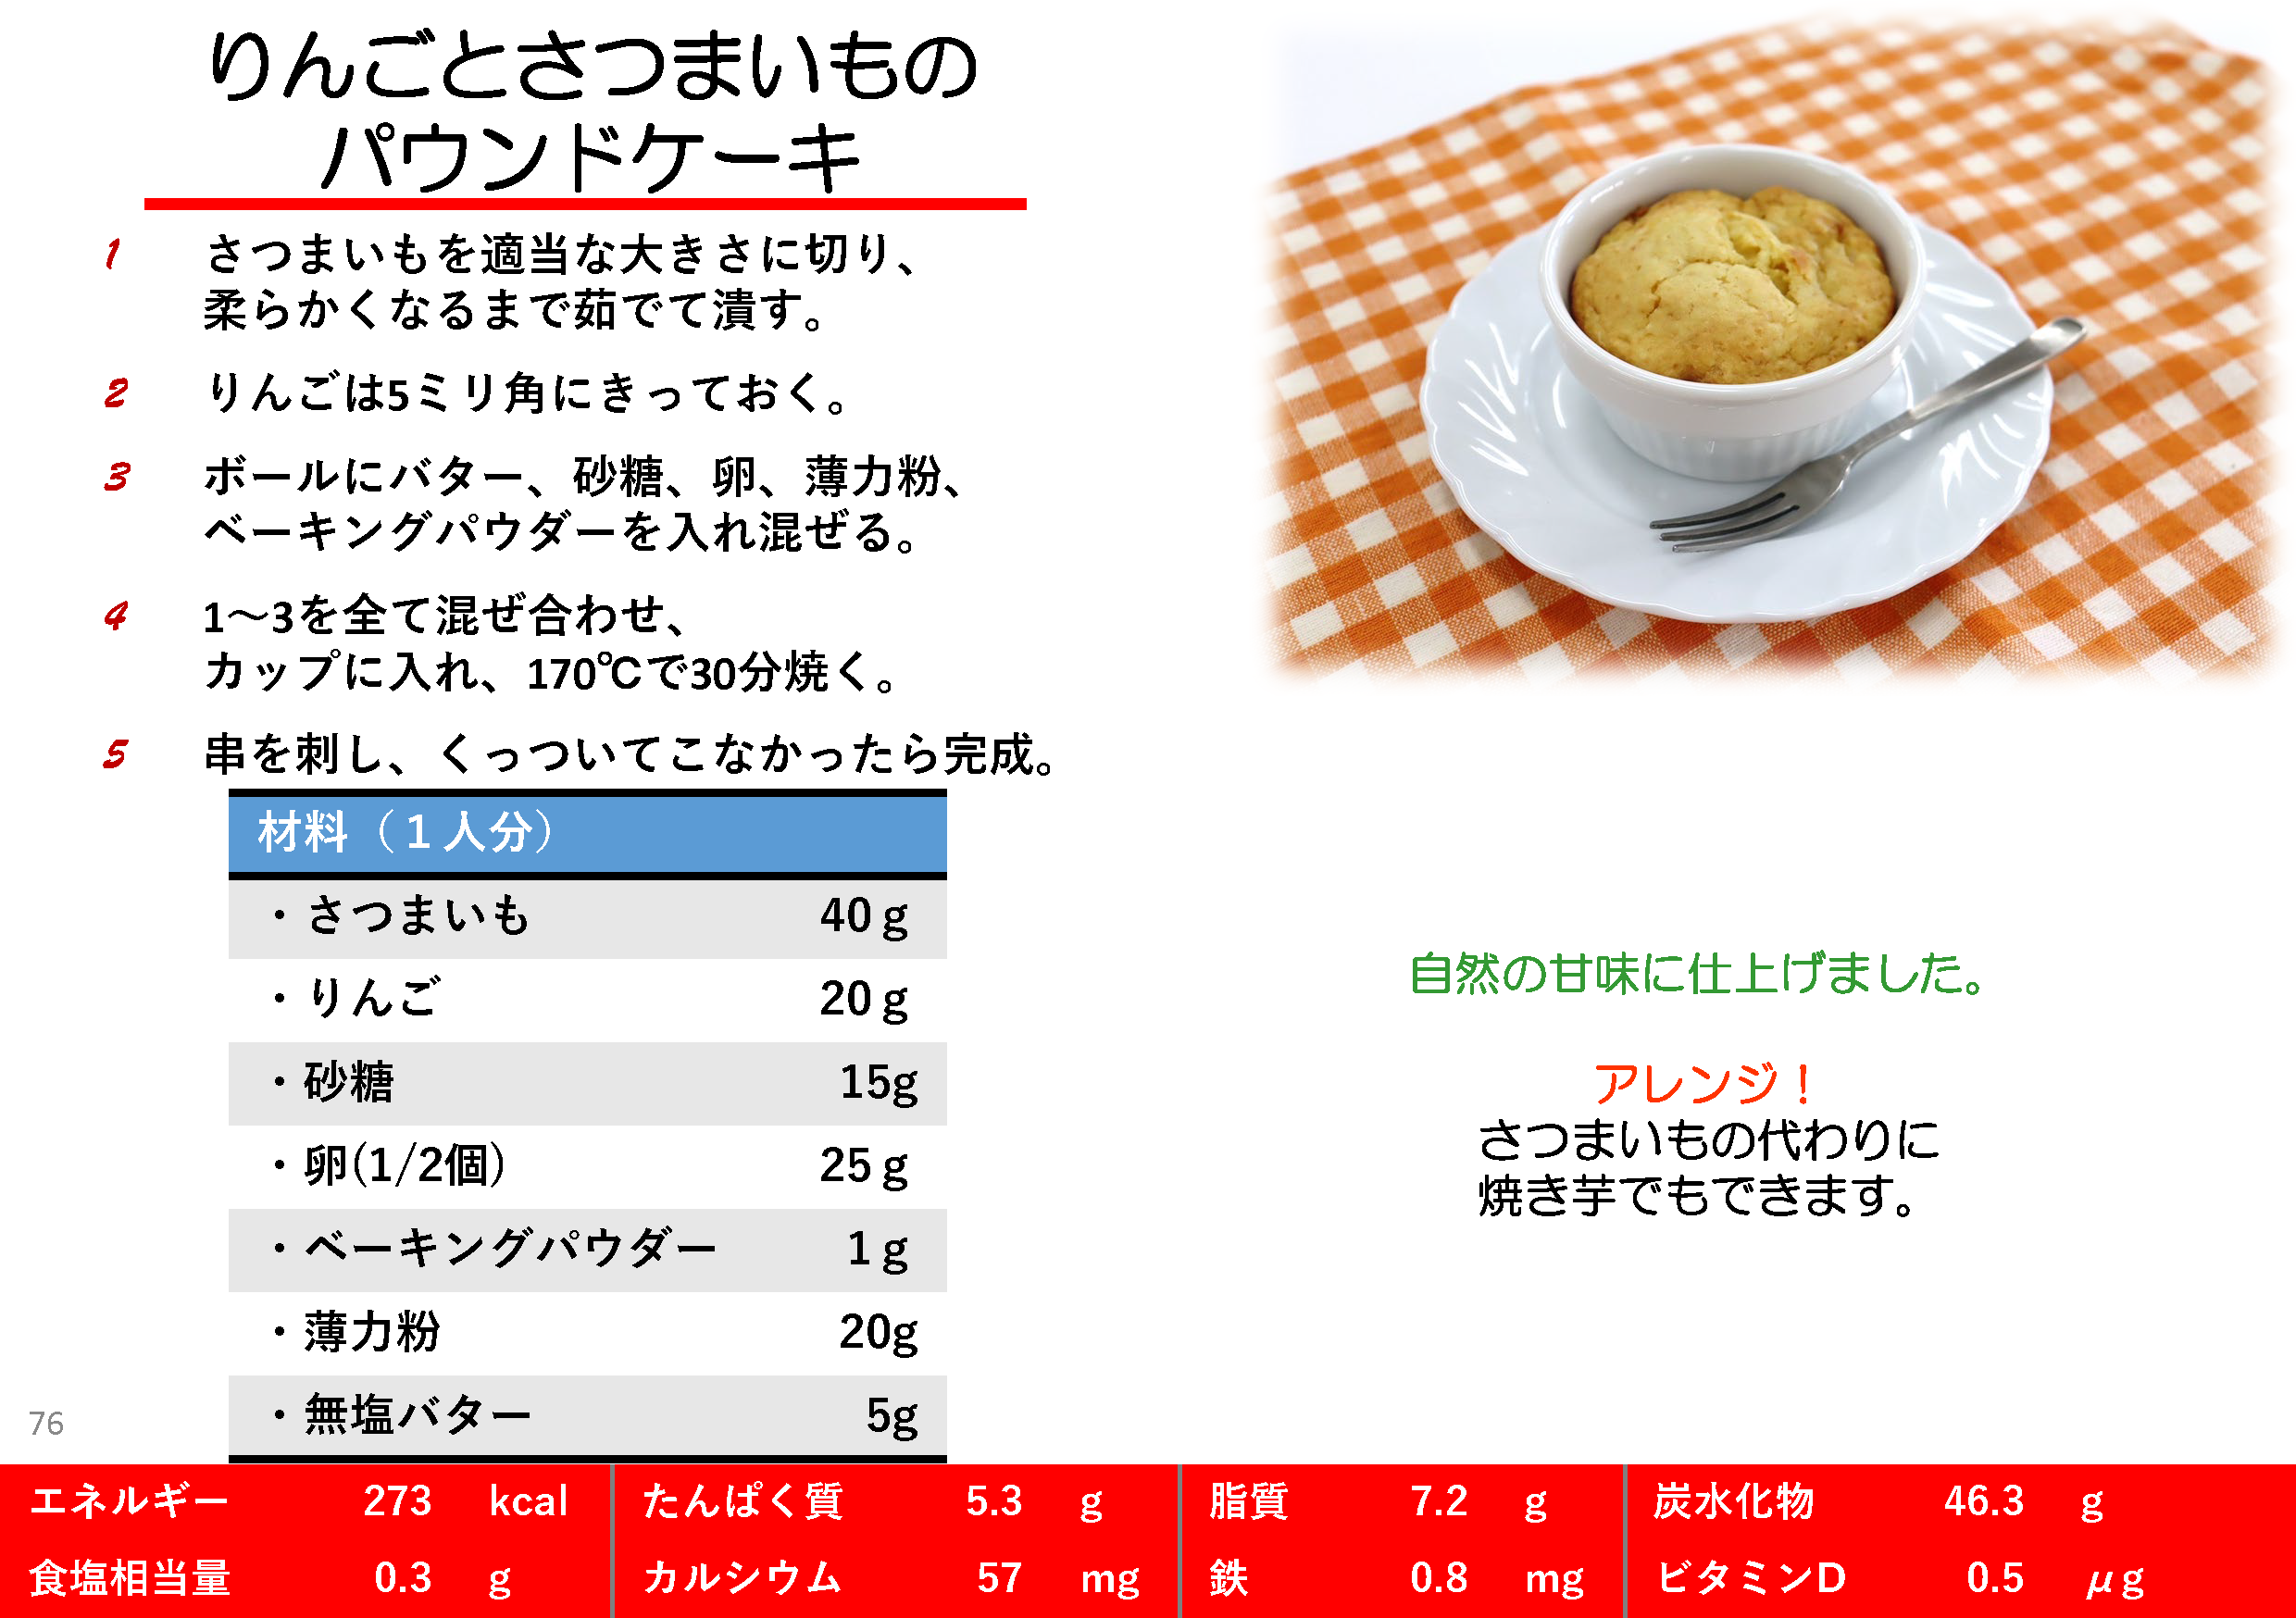 りんごとさつまいもの
パウンドケーキ
1 さつまいもを適当な大きさに切り、
柔らかくなるまで茹でて潰す。
2 りんごは5ミリ角にきっておく。
3 ボールにバター、砂糖、卵、薄力粉、
ベーキングパウダーを入れ混ぜる。
4 1～3を全て混ぜ合わせ、
カップに入れ、170℃で30分焼く。
5 串を刺し、くっついてこなかったら完成。
材料（１人分）
・さつまいも 40ｇ
・りんご 20ｇ
・砂糖 15g
・卵(1/2個) 25ｇ
・ベーキングパウダー 1ｇ
・薄力粉 20g
・無塩バター 5g
自然の甘味に仕上げました。
アレンジ！
さつまいもの代わりに
焼き芋でもできます。
76
エネルギー 273 kcal たんぱく質 5.3 g 脂質 7.2 g 炭水化物 46.3 g
食塩相当量 0.3 g カルシウム 57 mg 鉄 0.8 mg ビタミンD 0.5 μg